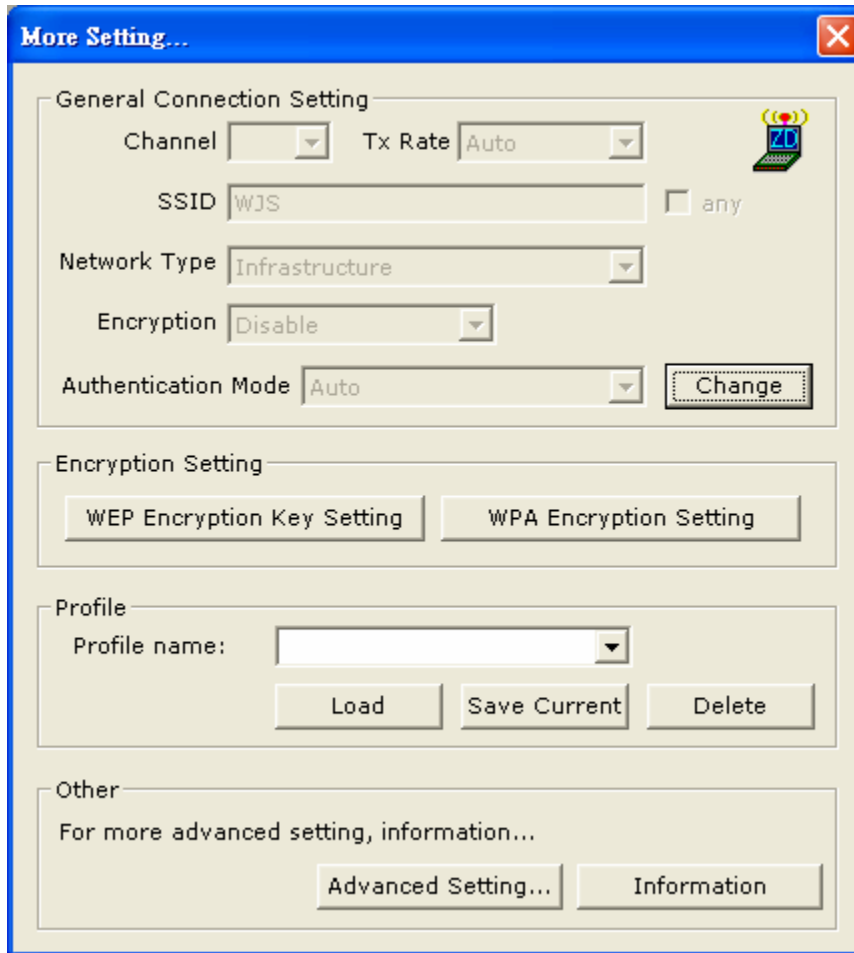 More Setting...
General Connection Setting
Channel Tx Rate Auto
ZD
SSID WJS any
Network Type Infrastructure
Encryption Disable
Authentication Mode Auto Change
Encryption Setting
WEP Encryption Key Setting WPA Encryption Setting
Profile
Profile name:
Load Save Current Delete
Other
For more advanced setting, information...
Advanced Setting... Information